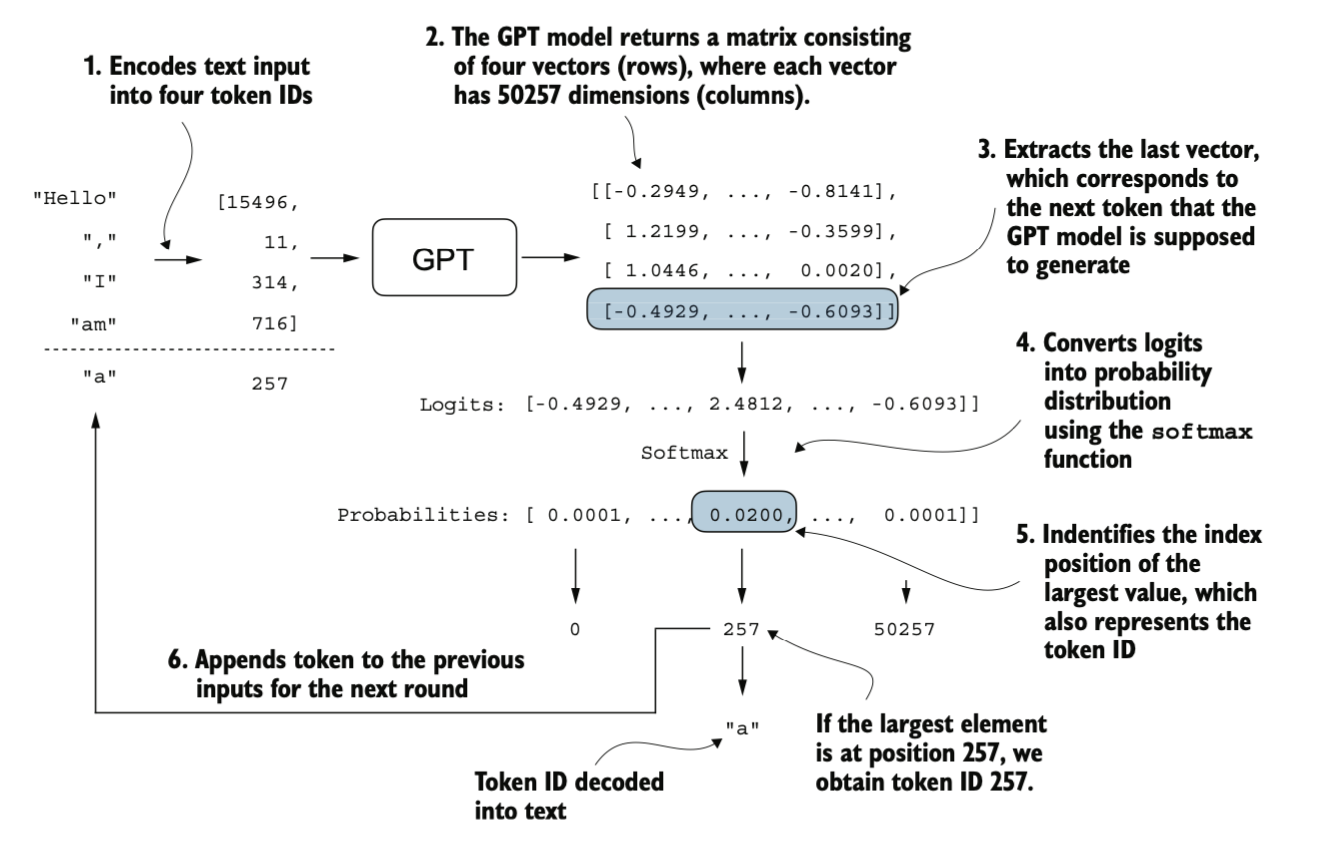 1. Encodes text input
into four token IDs
2. The GPT model returns a matrix consisting
of four vectors (rows), where each vector
has 50257 dimensions (columns).
3. Extracts the last vector,
which corresponds to
the next token that the
GPT model is supposed
to generate
"Hello"
","
"I"
"am"
"a"
[15496,
11,
314,
716]
257
GPT
[[-0.2949, ..., -0.8141],
[ 1.2199, ..., -0.3599],
[ 1.0446, ..., 0.0020],
[-0.4929, ..., -0.6093]]
4. Converts logits
into probability
distribution
using the softmax
function
Logits: [-0.4929, ..., 2.4812, ..., -0.6093]]
Softmax
Probabilities: [ 0.0001, ..., 0.0200, ..., 0.0001]]
5. Indentifies the index
position of the
largest value, which
also represents the
token ID
0 257 50257
6. Appends token to the previous
inputs for the next round
"a"
If the largest element
is at position 257, we
obtain token ID 257.
Token ID decoded
into text